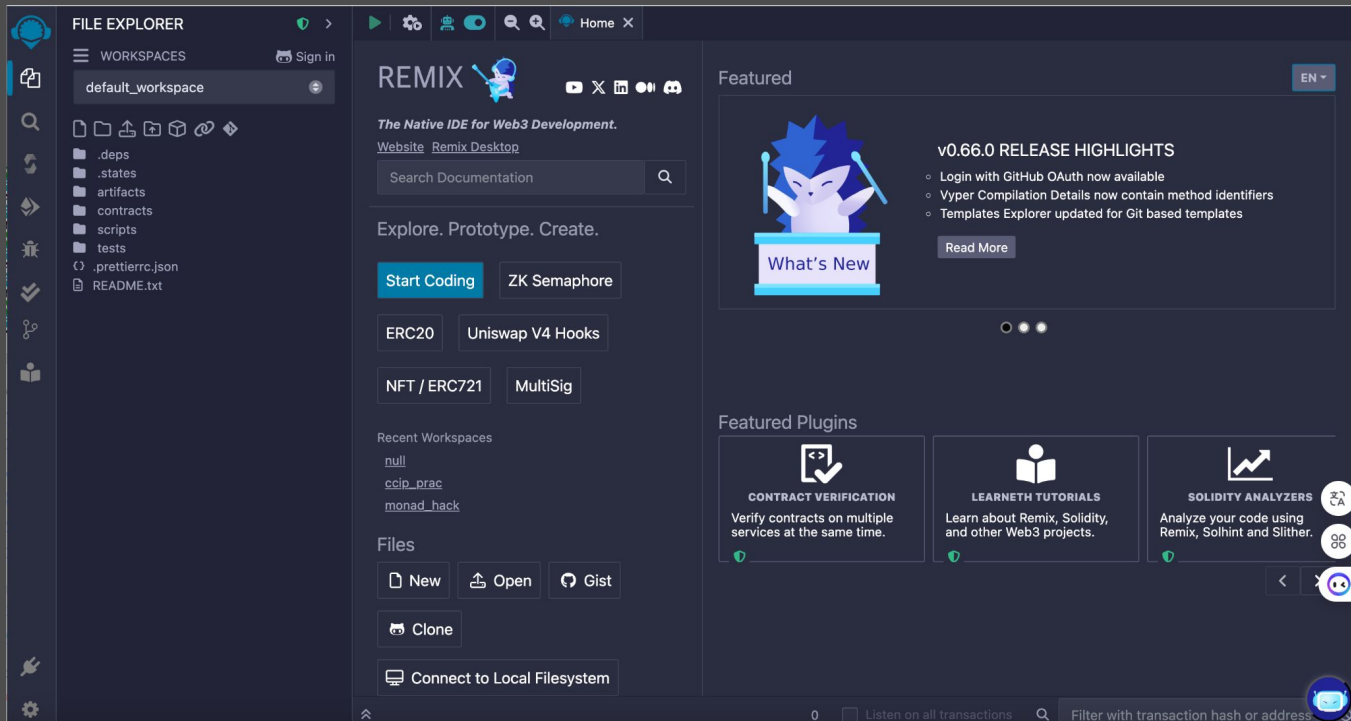 FILE EXPLORER
WORKSPACES
Sign in
default_workspace
.deps
.states
artifacts
contracts
scripts
tests
.prettierrc.json
README.txt
Home
REMIX
The Native IDE for Web3 Development.
Website Remix Desktop
Search Documentation
Explore. Prototype. Create.
Start Coding
ZK Semaphore
ERC20
Uniswap V4 Hooks
NFT / ERC721
MultiSig
Recent Workspaces
null
ccip_prac
monad_hack
Files
New
Open
Gist
Clone
Connect to Local Filesystem
Featured
EN
What's New
v0.66.0 RELEASE HIGHLIGHTS
Login with GitHub OAuth now available
Vyper Compilation Details now contain method identifiers
Templates Explorer updated for Git based templates
Read More
Featured Plugins
CONTRACT VERIFICATION
Verify contracts on multiple
services at the same time.
LEARNETH TUTORIALS
Learn about Remix, Solidity,
and other Web3 projects.
SOLIDITY ANALYZERS
Analyze your code using
Remix, Solhint and Slither.
0
Listen on all transactions
Filter with transaction hash or address